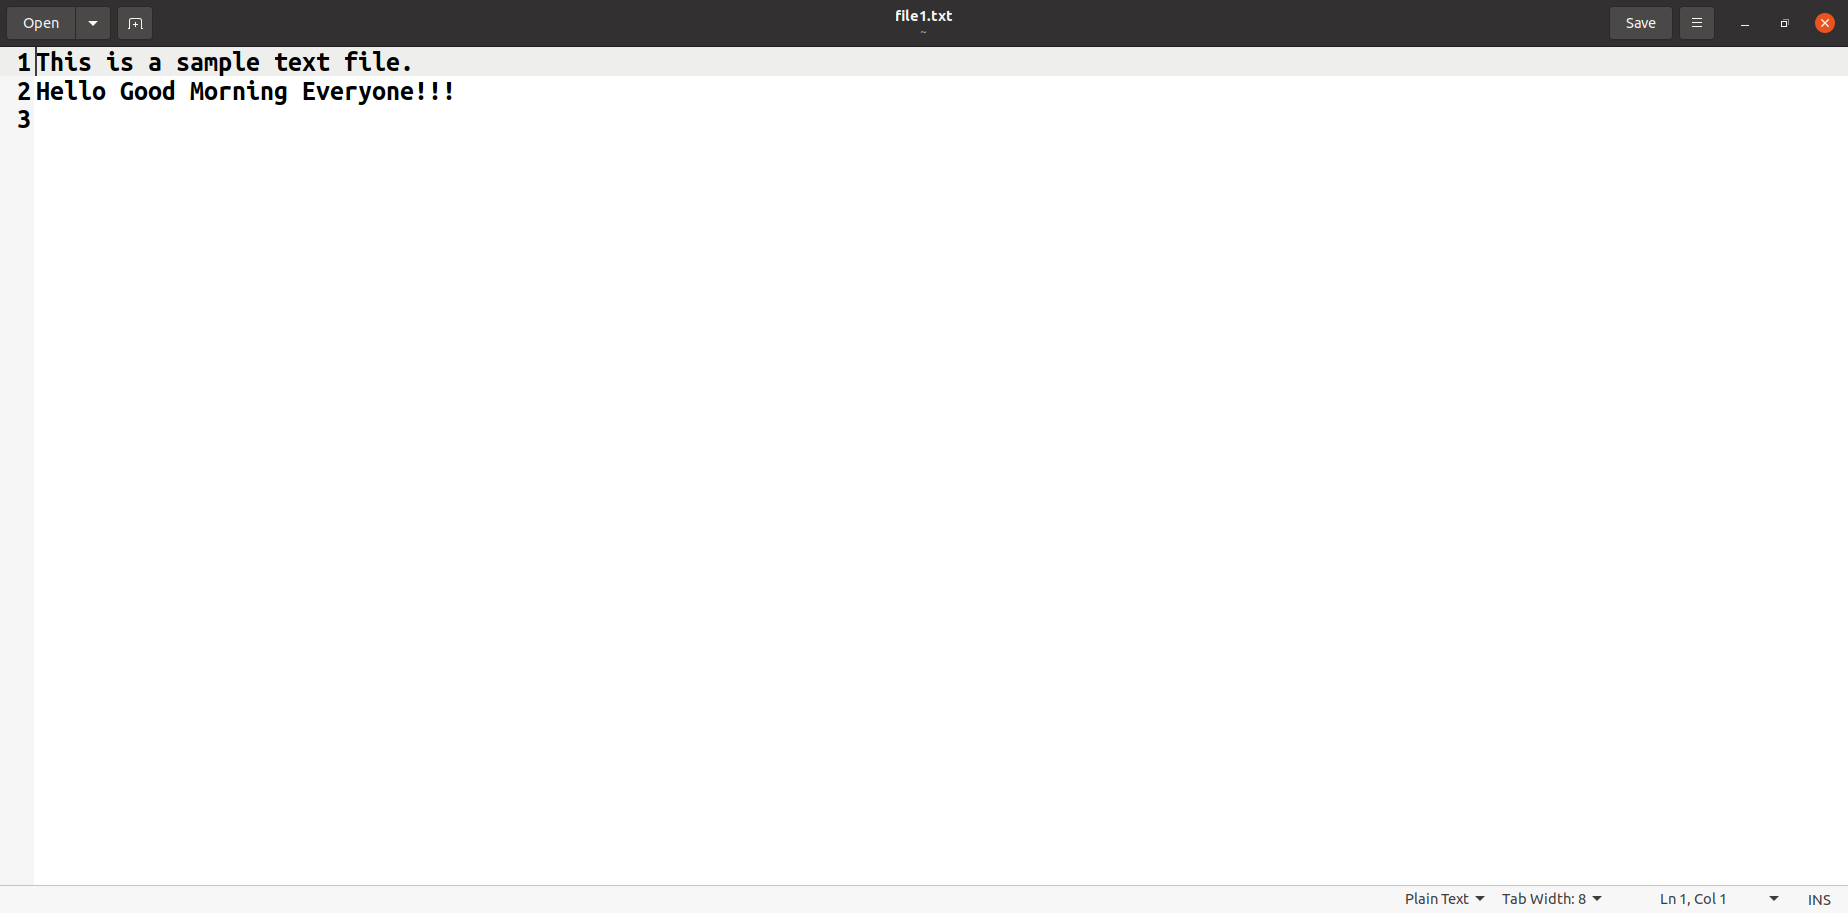 Open
file1.txt
~
Save
1 This is a sample text file.
2 Hello Good Morning Everyone!!!
3
Plain Text Tab Width: 8 Ln 1, Col 1 INS